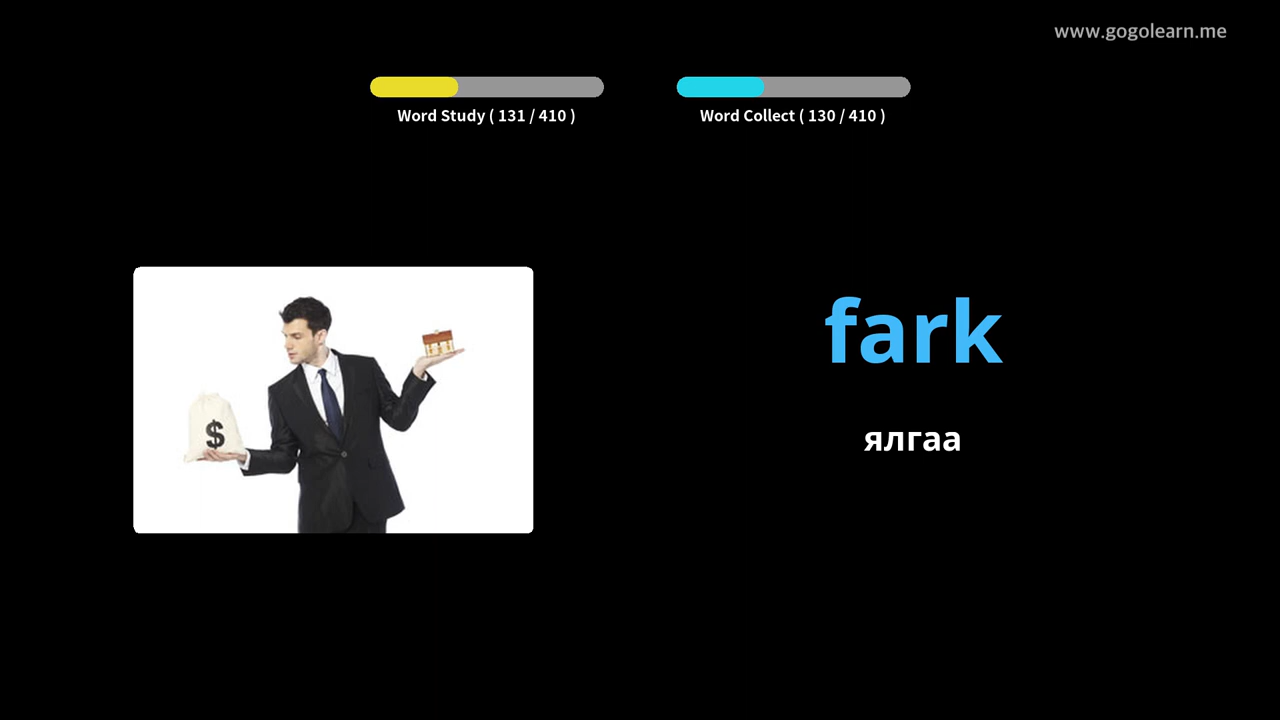 www.gogolearn.me
Word Study ( 131 / 410 )
Word Collect ( 130 / 410 )
$
fark
ялгаа